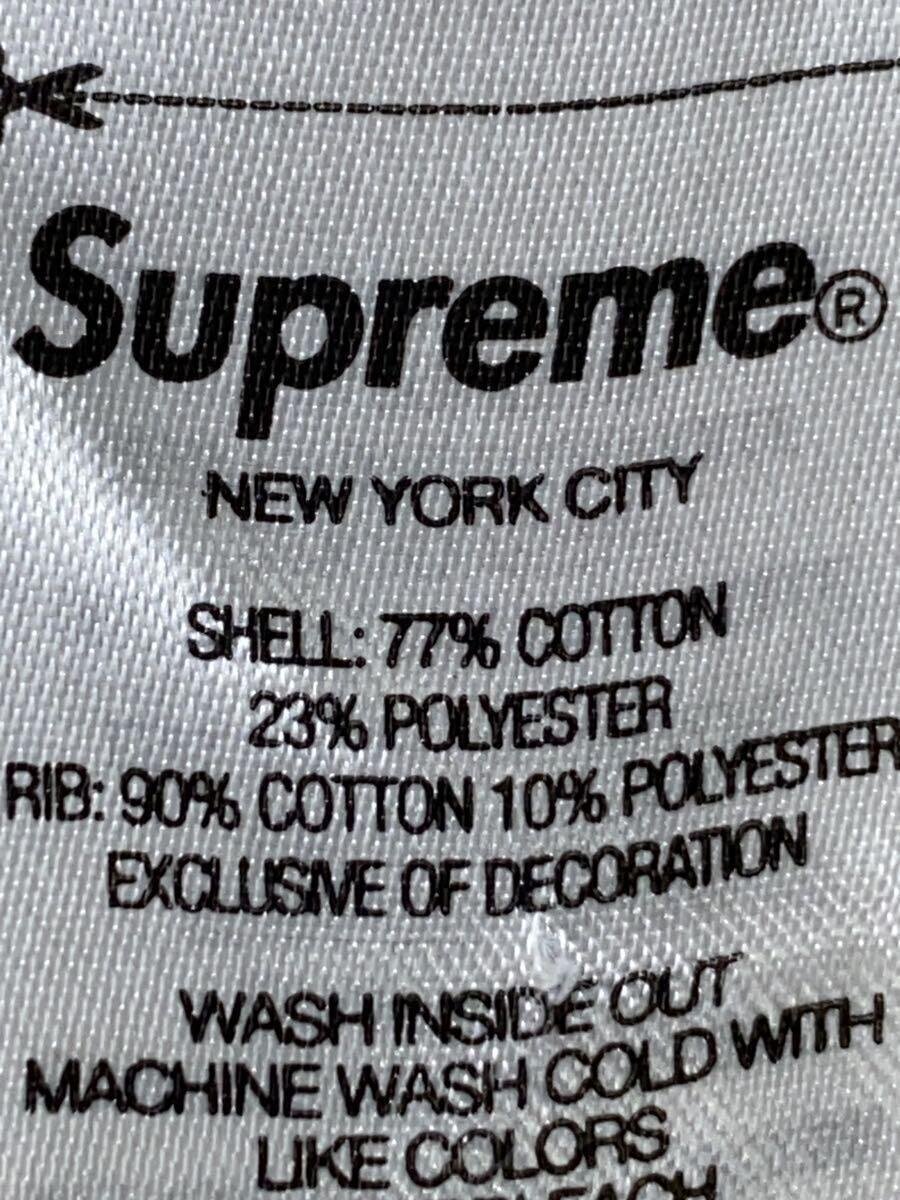 Supreme®
NEW YORK CITY
SHELL: 77% COTTON
23% POLYESTER
RIB: 90% COTTON 10% POLYESTER
EXCLUSIVE OF DECORATION
WASH INSIDE OUT
MACHINE WASH COLD WITH
LIKE COLORS
BLEACH